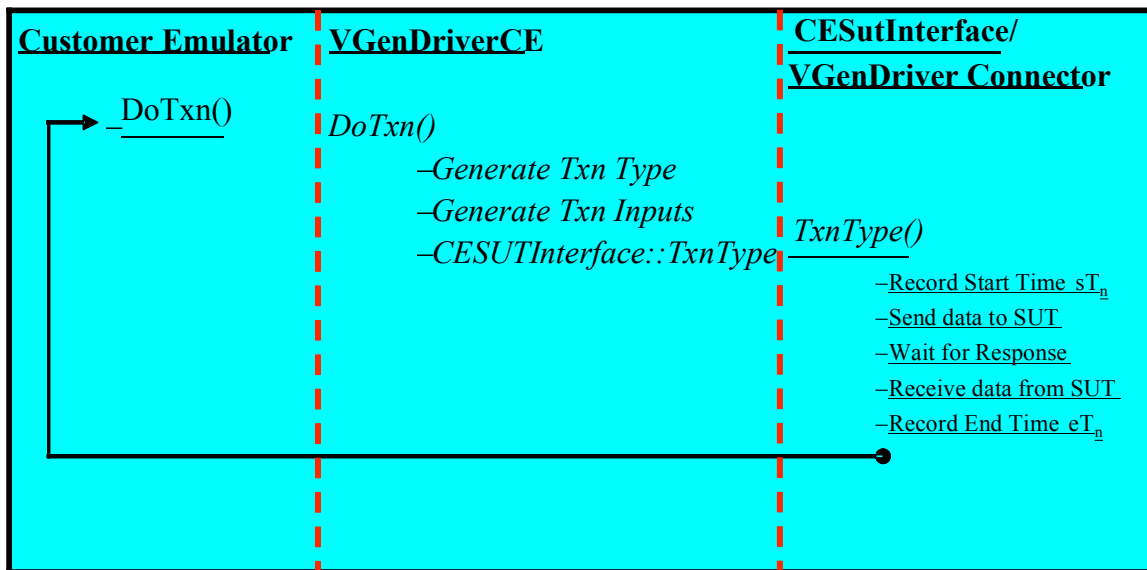 Customer Emulator
VGenDriverCE
CESutInterface/
VGenDriver Connector
_DoTxn()
DoTxn()
–Generate Txn Type
–Generate Txn Inputs
–CESUTInterface::TxnType
TxnType()
–Record Start Time sTn
–Send data to SUT
–Wait for Response
–Receive data from SUT
–Record End Time eTn